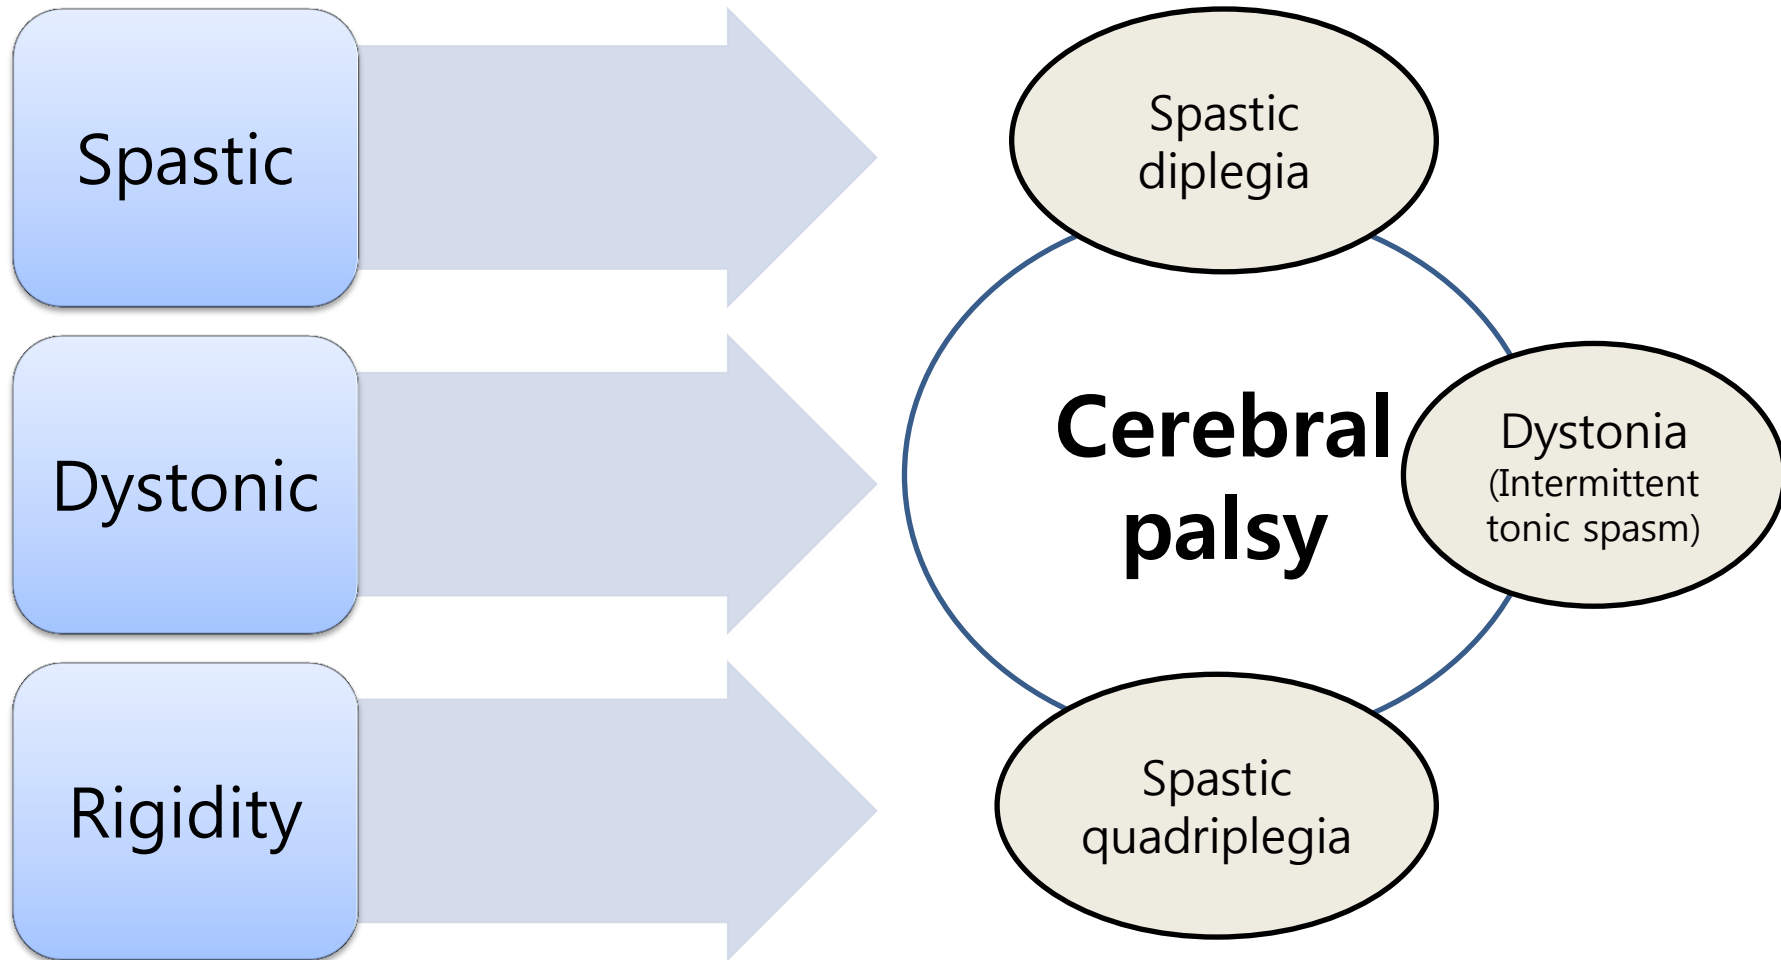 Spastic
Dystonic
Rigidity
Spastic
diplegia
Cerebral
palsy
Dystonia
(Intermittent
tonic spasm)
Spastic
quadriplegia